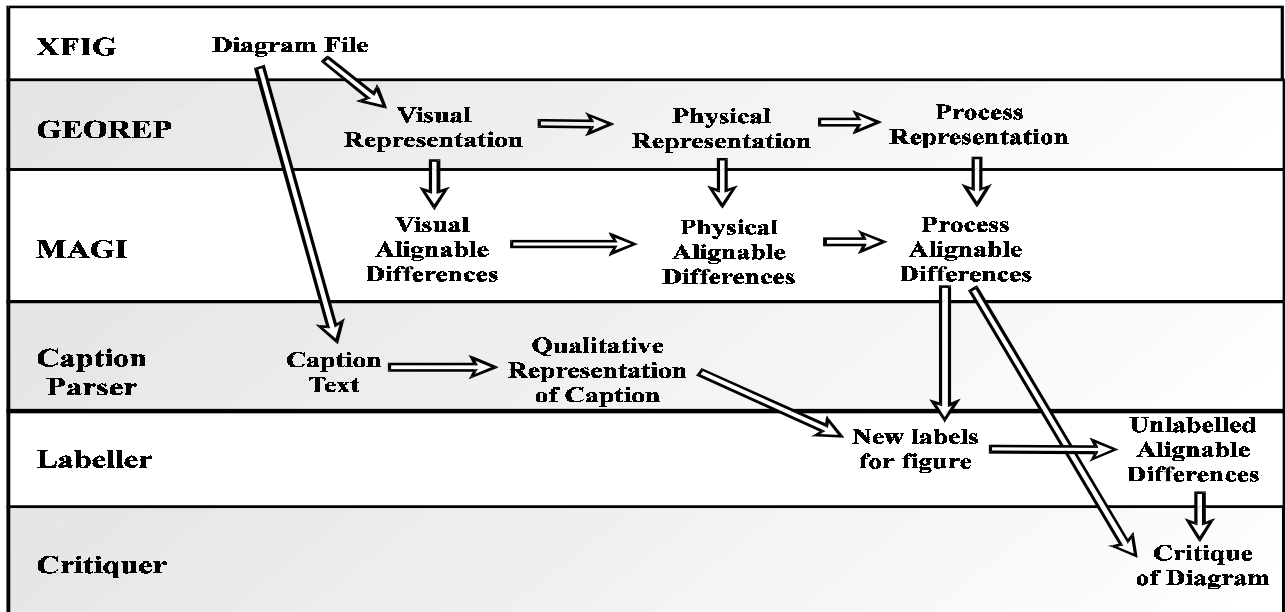 XFIG
Diagram File
GEOREP
Visual
Representation
Physical
Representation
Process
Representation
MAGI
Visual
Alignable
Differences
Physical
Alignable
Differences
Process
Alignable
Differences
Caption
Parser
Caption
Text
Qualitative
Representation
of Caption
Labeller
New labels
for figure
Unlabelled
Alignable
Differences
Critiquer
Critique
of Diagram